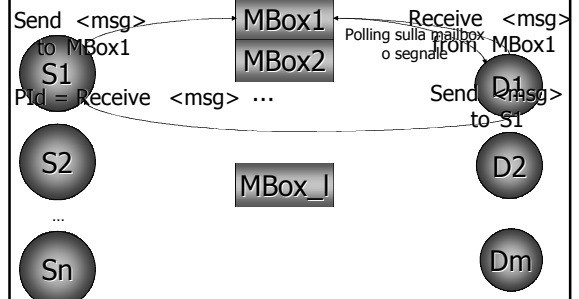 Send <msg>
to MBox1
MBox1
Receive <msg>
from MBox1
Polling sulla mailbox
o segnale
MBox2
S1
D1
PId = Receive <msg> ...
Send <msg>
to S1
S2
D2
MBox_l
...
Sn
Dm